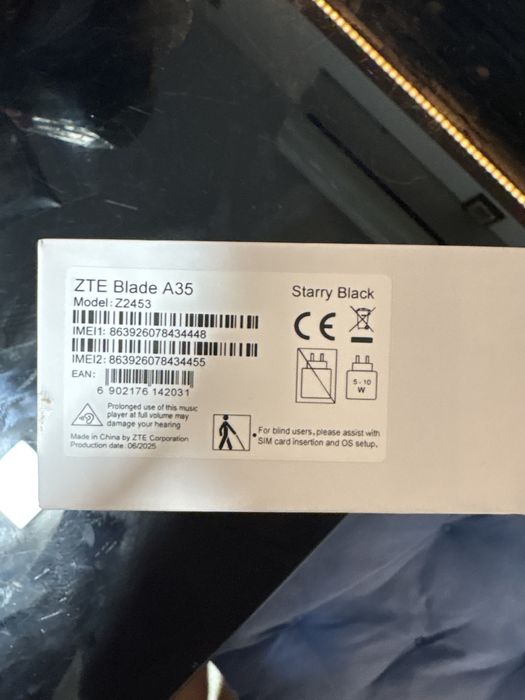 ZTE Blade A35
Model: Z2453
IMEI1: 863926078434448
IMEI2: 863926078434455
EAN:
6 902176 142031
Prolonged use of this music
player at full volume may
damage your hearing
Made in China by ZTE Corporation
Production date: 06/2025
Starry Black
CE
5 - 10
W
For blind users, please assist with
SIM card insertion and OS setup.